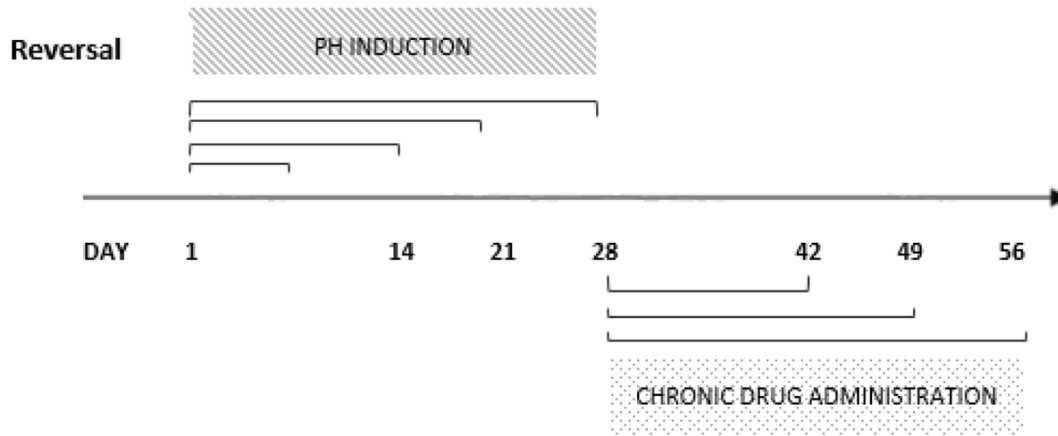 Reversal
PH INDUCTION
DAY 1 14 21 28 42 49 56
CHRONIC DRUG ADMINISTRATION